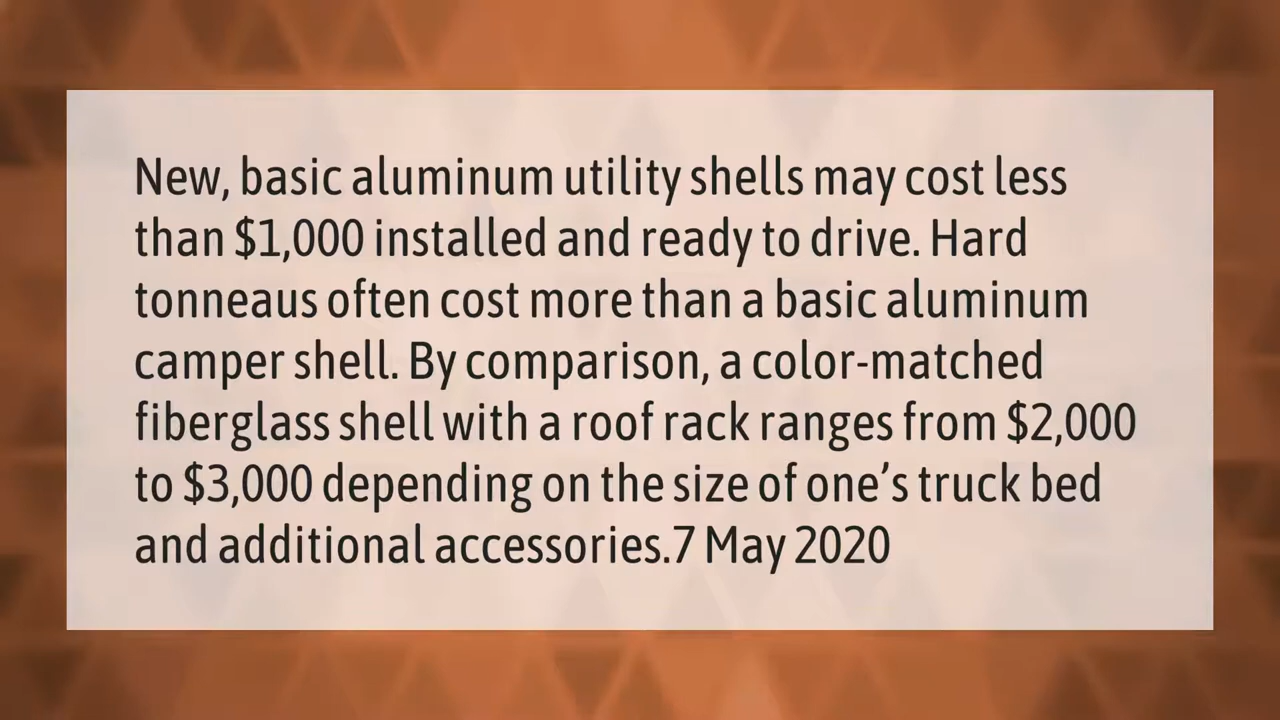 New, basic aluminum utility shells may cost less
than $1,000 installed and ready to drive. Hard
tonneaus often cost more than a basic aluminum
camper shell. By comparison, a color-matched
fiberglass shell with a roof rack ranges from $2,000
to $3,000 depending on the size of one’s truck bed
and additional accessories.7 May 2020